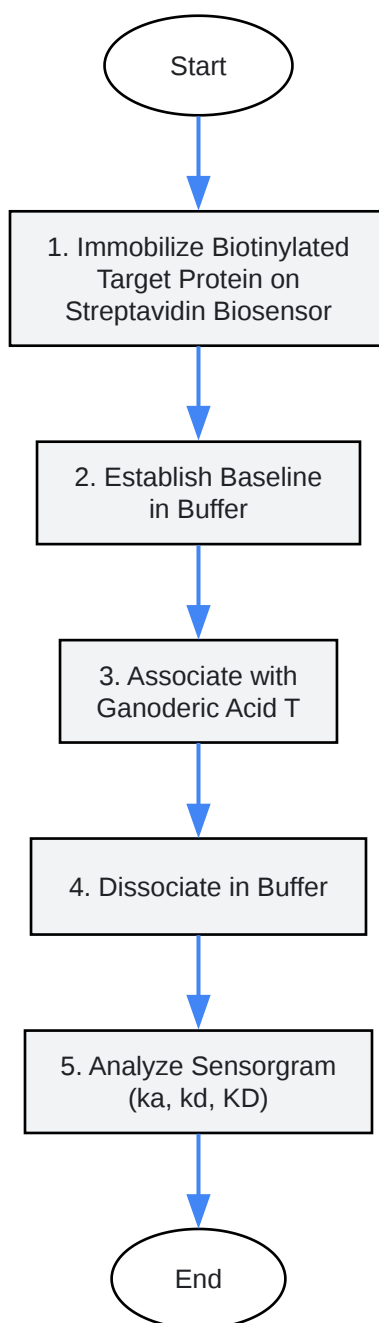 Start
1. Immobilize Biotinylated
Target Protein on
Streptavidin Biosensor
2. Establish Baseline
in Buffer
3. Associate with
Ganoderic Acid T
4. Dissociate in Buffer
5. Analyze Sensorgram
(ka, kd, KD)
End